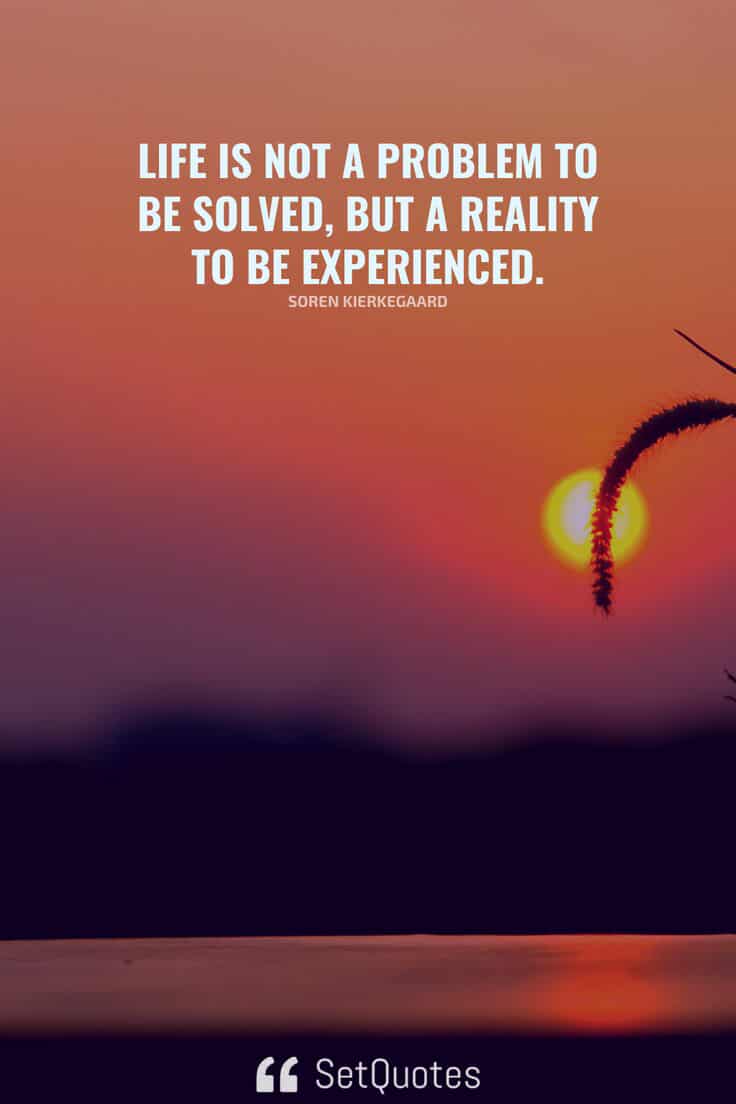 LIFE IS NOT A PROBLEM TO
BE SOLVED, BUT A REALITY
TO BE EXPERIENCED.
SOREN KIERKEGAARD
SetQuotes